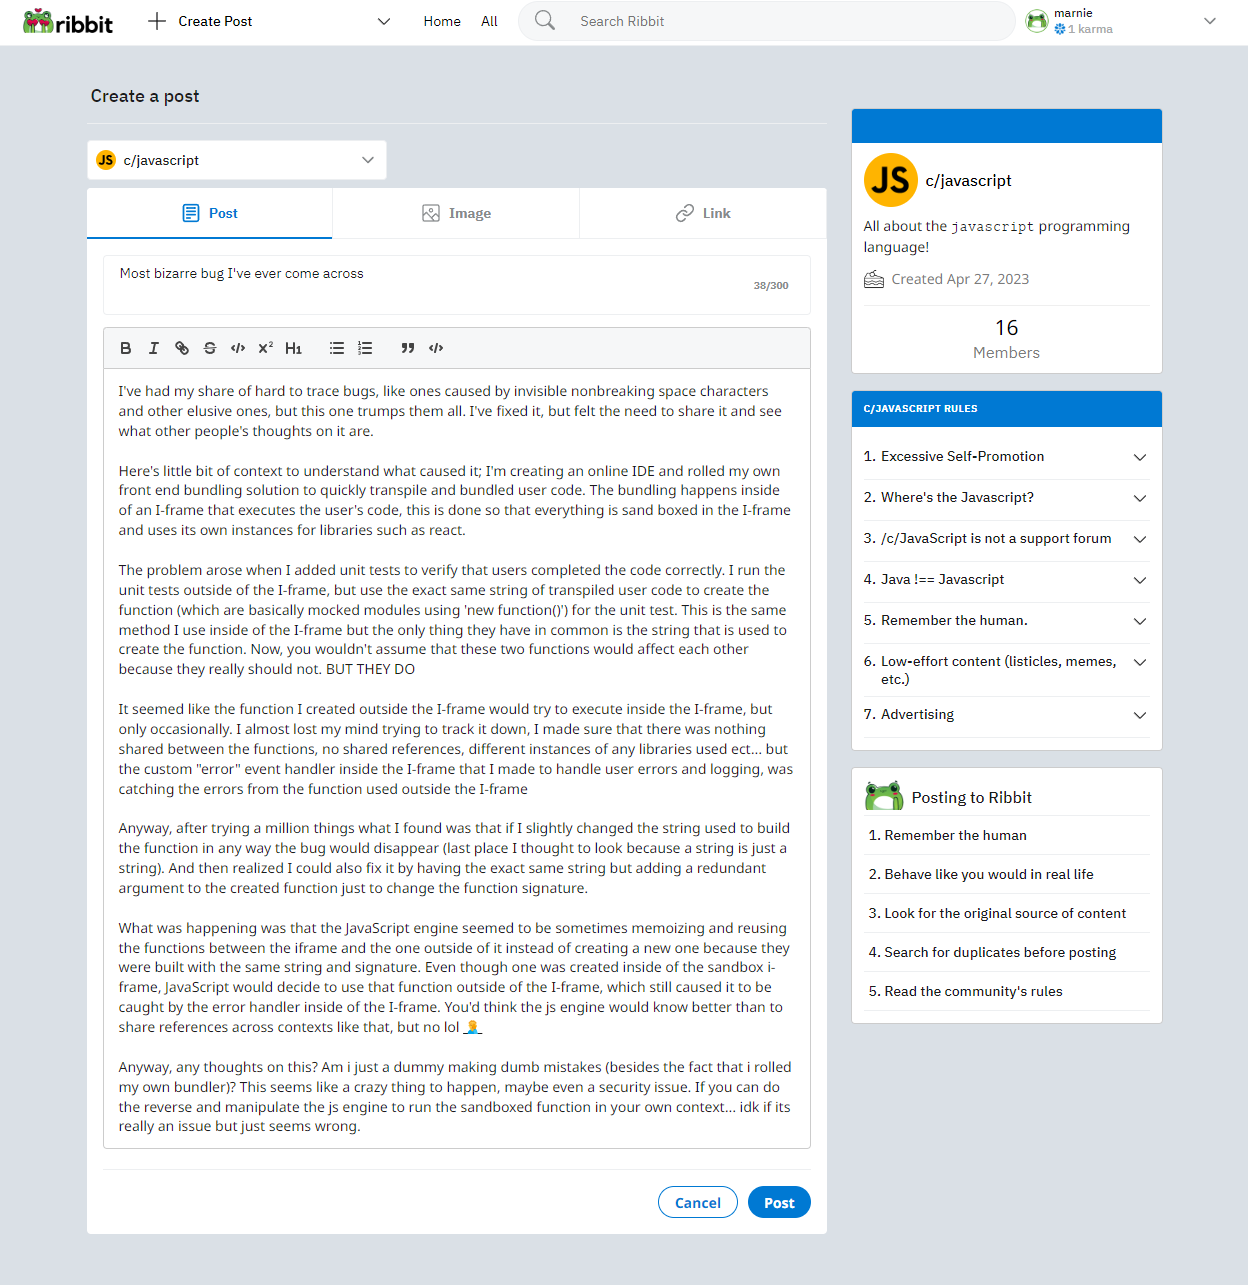 ribbit
Create Post
Home
All
Search Ribbit
marnie
1 karma
Create a post
JS c/javascript
Post
Image
Link
Most bizarre bug I've ever come across
38/300
B I S </> X² H1 </>
I've had my share of hard to trace bugs, like ones caused by invisible nonbreaking space characters
and other elusive ones, but this one trumps them all. I've fixed it, but felt the need to share it and see
what other people's thoughts on it are.
Here's little bit of context to understand what caused it; I'm creating an online IDE and rolled my own
front end bundling solution to quickly transpile and bundled user code. The bundling happens inside
of an I-frame that executes the user's code, this is done so that everything is sand boxed in the I-frame
and uses its own instances for libraries such as react.
The problem arose when I added unit tests to verify that users completed the code correctly. I run the
unit tests outside of the I-frame, but use the exact same string of transpiled user code to create the
function (which are basically mocked modules using 'new function()') for the unit test. This is the same
method I use inside of the I-frame but the only thing they have in common is the string that is used to
create the function. Now, you wouldn't assume that these two functions would affect each other
because they really should not. BUT THEY DO
It seemed like the function I created outside the I-frame would try to execute inside the I-frame, but
only occasionally. I almost lost my mind trying to track it down, I made sure that there was nothing
shared between the functions, no shared references, different instances of any libraries used ect... but
the custom "error" event handler inside the I-frame that I made to handle user errors and logging, was
catching the errors from the function used outside the I-frame
Anyway, after trying a million things what I found was that if I slightly changed the string used to build
the function in any way the bug would disappear (last place I thought to look because a string is just a
string). And then realized I could also fix it by having the exact same string but adding a redundant
argument to the created function just to change the function signature.
What was happening was that the JavaScript engine seemed to be sometimes memoizing and reusing
the functions between the iframe and the one outside of it instead of creating a new one because they
were built with the same string and signature. Even though one was created inside of the sandbox i-
frame, JavaScript would decide to use that function outside of the I-frame, which still caused it to be
caught by the error handler inside of the I-frame. You'd think the js engine would know better than to
share references across contexts like that, but no lol 🤦
Anyway, any thoughts on this? Am i just a dummy making dumb mistakes (besides the fact that i rolled
my own bundler)? This seems like a crazy thing to happen, maybe even a security issue. If you can do
the reverse and manipulate the js engine to run the sandboxed function in your own context... idk if its
really an issue but just seems wrong.
Cancel
Post
JS c/javascript
All about the javascript programming
language!
Created Apr 27, 2023
16
Members
C/JAVASCRIPT RULES
1. Excessive Self-Promotion
2. Where's the Javascript?
3. /c/JavaScript is not a support forum
4. Java !== Javascript
5. Remember the human.
6. Low-effort content (listicles, memes,
etc.)
7. Advertising
Posting to Ribbit
1. Remember the human
2. Behave like you would in real life
3. Look for the original source of content
4. Search for duplicates before posting
5. Read the community's rules